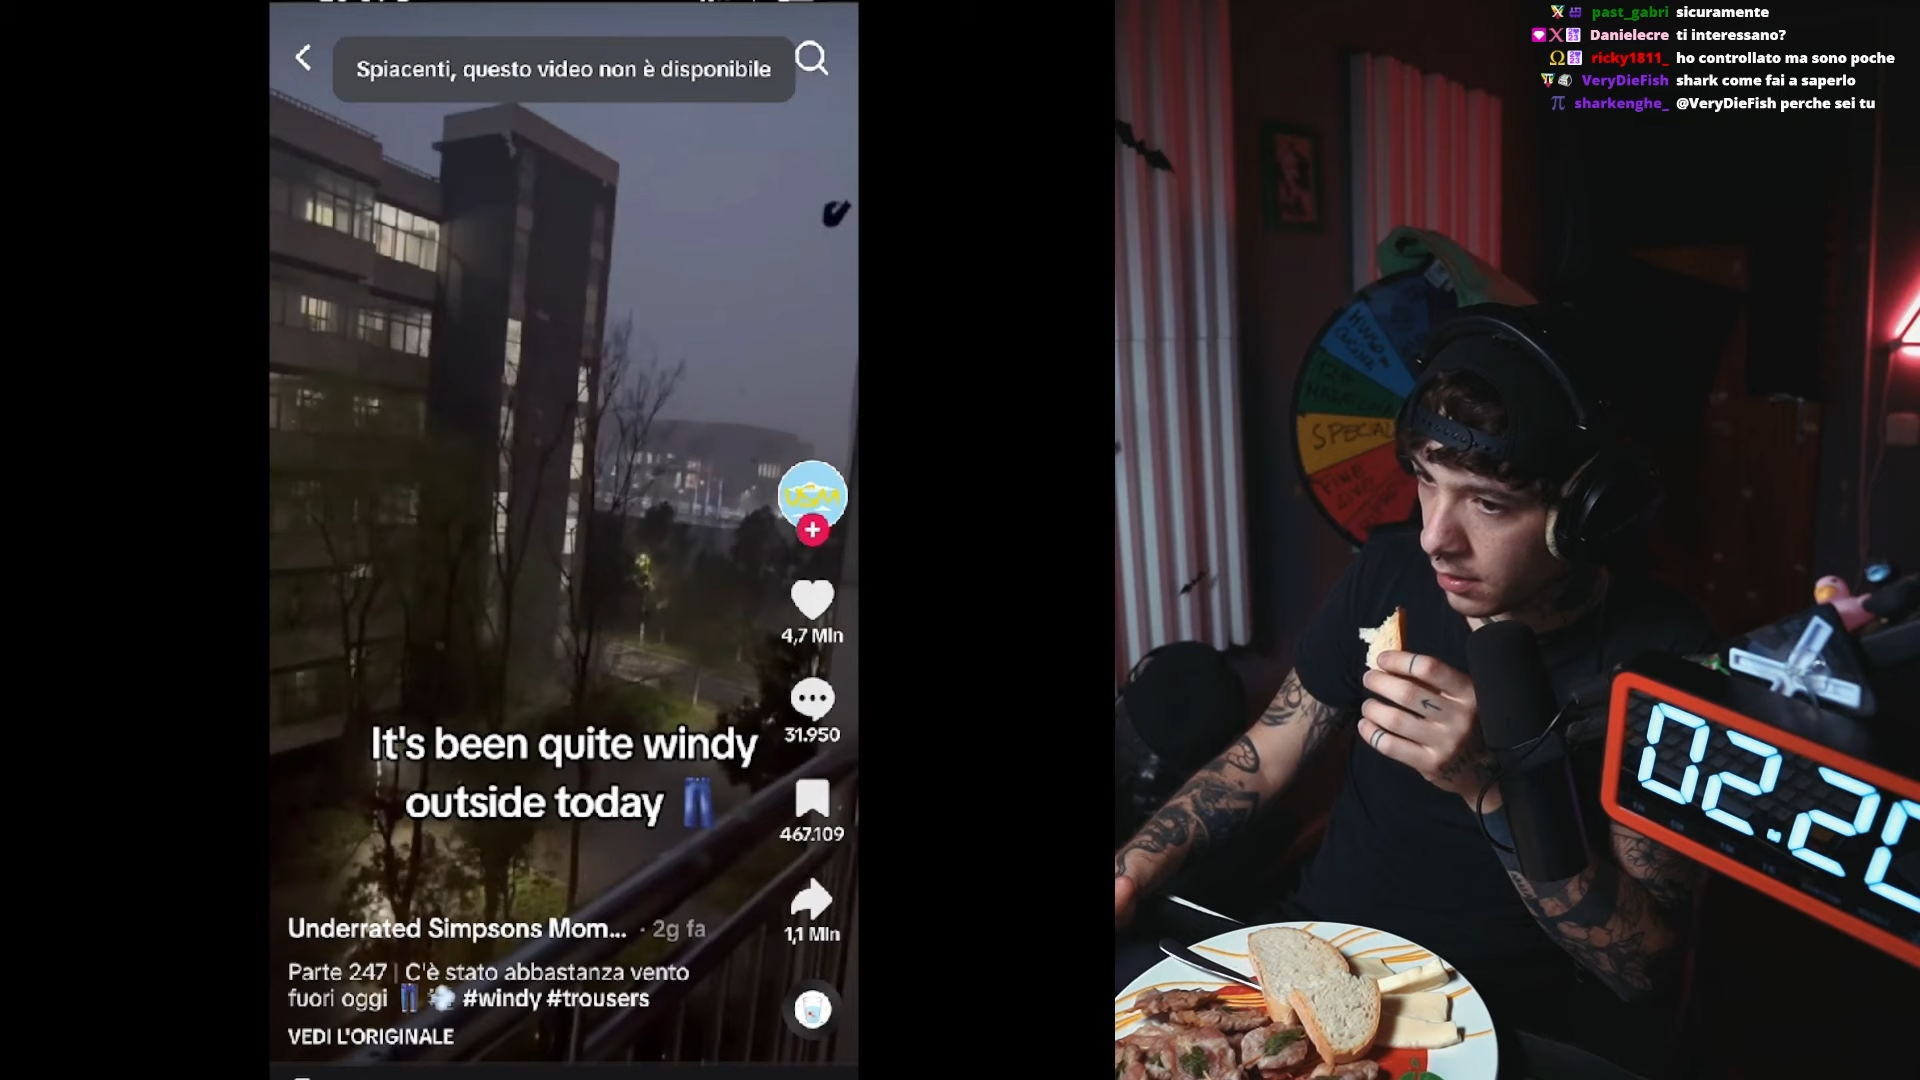 Spiacenti, questo video non è disponibile
4,7 Mln
31.950
It's been quite windy
outside today
467.109
1,1 Mln
Underrated Simpsons Mom... · 2g fa
Parte 247 | C'è stato abbastanza vento
fuori oggi #windy #trousers
VEDI L'ORIGINALE
past_gabri sicuramente
Danielecre ti interessano?
ricky1811_ ho controllato ma sono poche
VeryDieFish shark come fai a saperlo
sharkenghe_ @VeryDieFish perche sei tu
SPECIAL